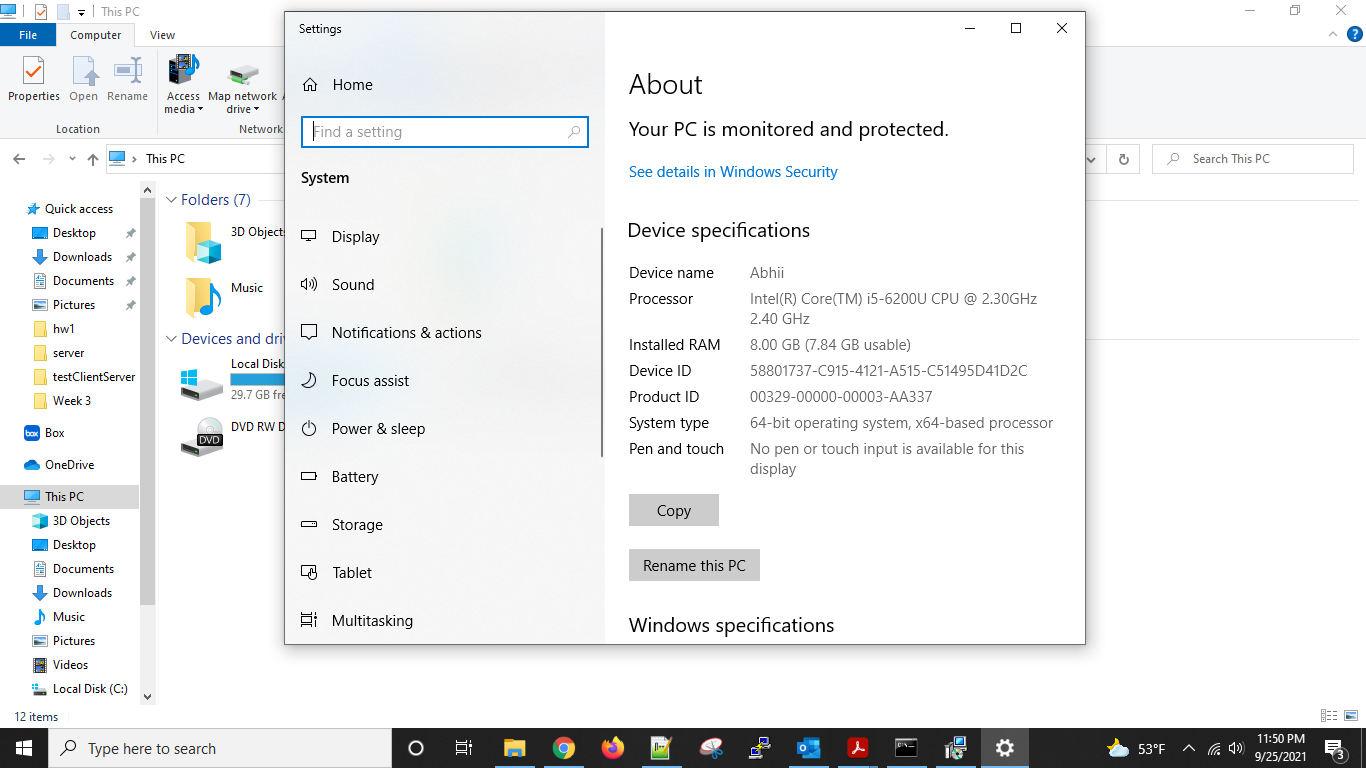 This PC
File
Computer
View
Properties
Open
Rename
Access media
Map network drive
Location
Network
This PC
Search This PC
Quick access
Desktop
Downloads
Documents
Pictures
hw1
server
testClientServer
Week 3
Box
OneDrive
This PC
3D Objects
Desktop
Documents
Downloads
Music
Pictures
Videos
Local Disk (C:)
12 items
Folders (7)
3D Objects
Music
Devices and
Local Disk
29.7 GB
DVD
DVD RW
Settings
Home
Find a setting
System
Display
Sound
Notifications & actions
Focus assist
Power & sleep
Battery
Storage
Tablet
Multitasking
About
Your PC is monitored and protected.
See details in Windows Security
Device specifications
Device name Abhii
Processor Intel(R) Core(TM) i5-6200U CPU @ 2.30GHz
2.40 GHz
Installed RAM 8.00 GB (7.84 GB usable)
Device ID 58801737-C915-4121-A515-C51495D41D2C
Product ID 00329-00000-00003-AA337
System type 64-bit operating system, x64-based processor
Pen and touch No pen or touch input is available for this
display
Copy
Rename this PC
Windows specifications
Type here to search
53°F
11:50 PM
9/25/2021
3